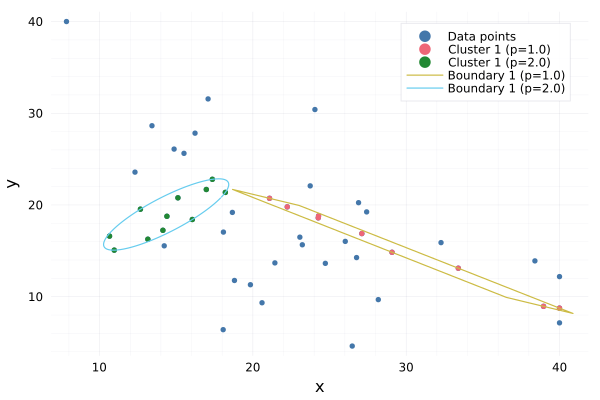 40
30
20
10
y
10
20
30
40
x
Data points
Cluster 1 (p=1.0)
Cluster 1 (p=2.0)
Boundary 1 (p=1.0)
Boundary 1 (p=2.0)